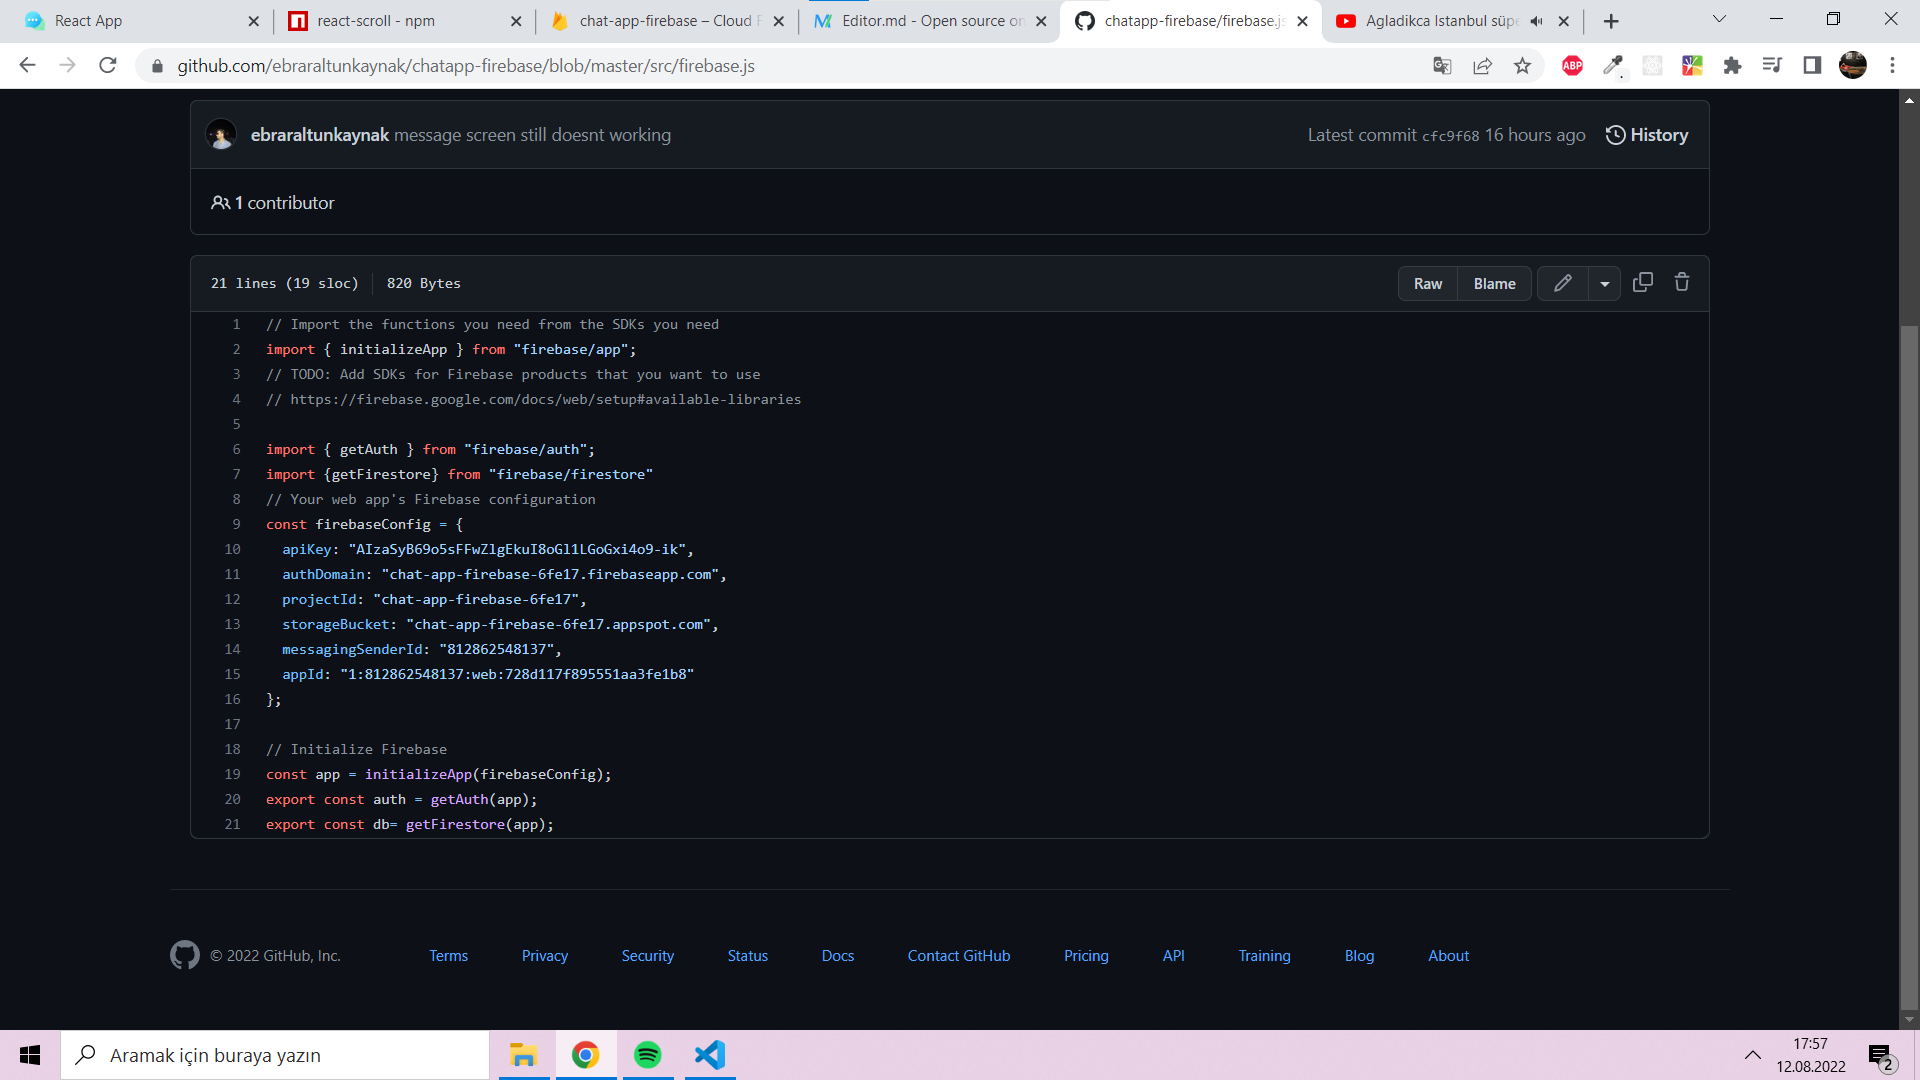 React App
react-scroll - npm
chat-app-firebase – Cloud F
Editor.md - Open source on
chatapp-firebase/firebase.js
Agladikca Istanbul süpe
github.com/ebraraltunkaynak/chatapp-firebase/blob/master/src/firebase.js
ABP
ebraraltunkaynak message screen still doesnt working
Latest commit cfc9f68 16 hours ago
History
1 contributor
21 lines (19 sloc)
820 Bytes
Raw
Blame
1 // Import the functions you need from the SDKs you need
2 import { initializeApp } from "firebase/app";
3 // TODO: Add SDKs for Firebase products that you want to use
4 // https://firebase.google.com/docs/web/setup#available-libraries
5
6 import { getAuth } from "firebase/auth";
7 import {getFirestore} from "firebase/firestore"
8 // Your web app's Firebase configuration
9 const firebaseConfig = {
10 apiKey: "AIzaSyB69o5sFFwZlgEkuI8oGl1LGoGxi4o9-ik",
11 authDomain: "chat-app-firebase-6fe17.firebaseapp.com",
12 projectId: "chat-app-firebase-6fe17",
13 storageBucket: "chat-app-firebase-6fe17.appspot.com",
14 messagingSenderId: "812862548137",
15 appId: "1:812862548137:web:728d117f895551aa3fe1b8"
16 };
17
18 // Initialize Firebase
19 const app = initializeApp(firebaseConfig);
20 export const auth = getAuth(app);
21 export const db= getFirestore(app);
© 2022 GitHub, Inc.
Terms
Privacy
Security
Status
Docs
Contact GitHub
Pricing
API
Training
Blog
About
Aramak için buraya yazın
17:57
12.08.2022
2